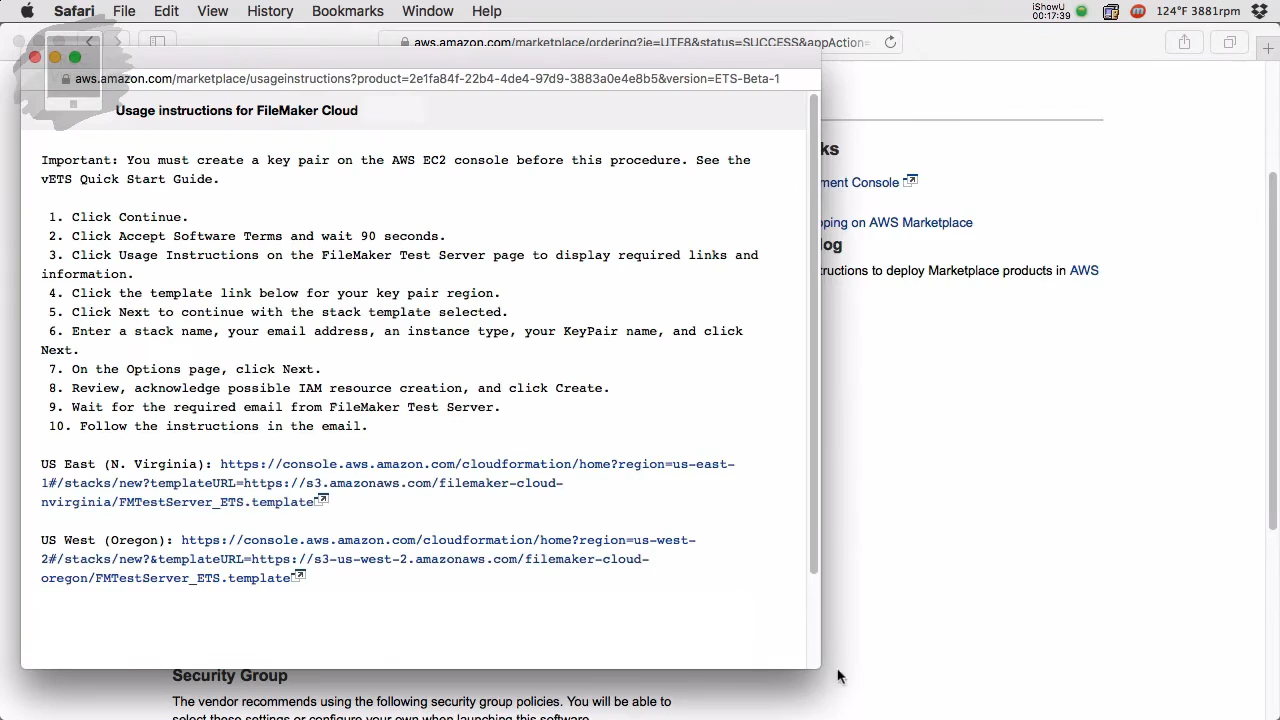 Safari File Edit View History Bookmarks Window Help
iShowU
00:17:39
124°F 3881rpm
aws.amazon.com/marketplace/ordering?ie=UTF8&status=SUCCESS&appAction=
aws.amazon.com/marketplace/usageinstructions?product=2e1fa84f-22b4-4de4-97d9-3883a0e4e8b5&version=ETS-Beta-1
Usage instructions for FileMaker Cloud
Important: You must create a key pair on the AWS EC2 console before this procedure. See the
vETS Quick Start Guide.
1. Click Continue.
2. Click Accept Software Terms and wait 90 seconds.
3. Click Usage Instructions on the FileMaker Test Server page to display required links and
information.
4. Click the template link below for your key pair region.
5. Click Next to continue with the stack template selected.
6. Enter a stack name, your email address, an instance type, your KeyPair name, and click
Next.
7. On the Options page, click Next.
8. Review, acknowledge possible IAM resource creation, and click Create.
9. Wait for the required email from FileMaker Test Server.
10. Follow the instructions in the email.
US East (N. Virginia): https://console.aws.amazon.com/cloudformation/home?region=us-east-
1#/stacks/new?templateURL=https://s3.amazonaws.com/filemaker-cloud-
nvirginia/FMTestServer_ETS.template
US West (Oregon): https://console.aws.amazon.com/cloudformation/home?region=us-west-
2#/stacks/new?&templateURL=https://s3-us-west-2.amazonaws.com/filemaker-cloud-
oregon/FMTestServer_ETS.template
ks
ment Console
ping on AWS Marketplace
log
tructions to deploy Marketplace products in AWS
Security Group
The vendor recommends using the following security group policies. You will be able to
select these settings or configure your own when launching this software.